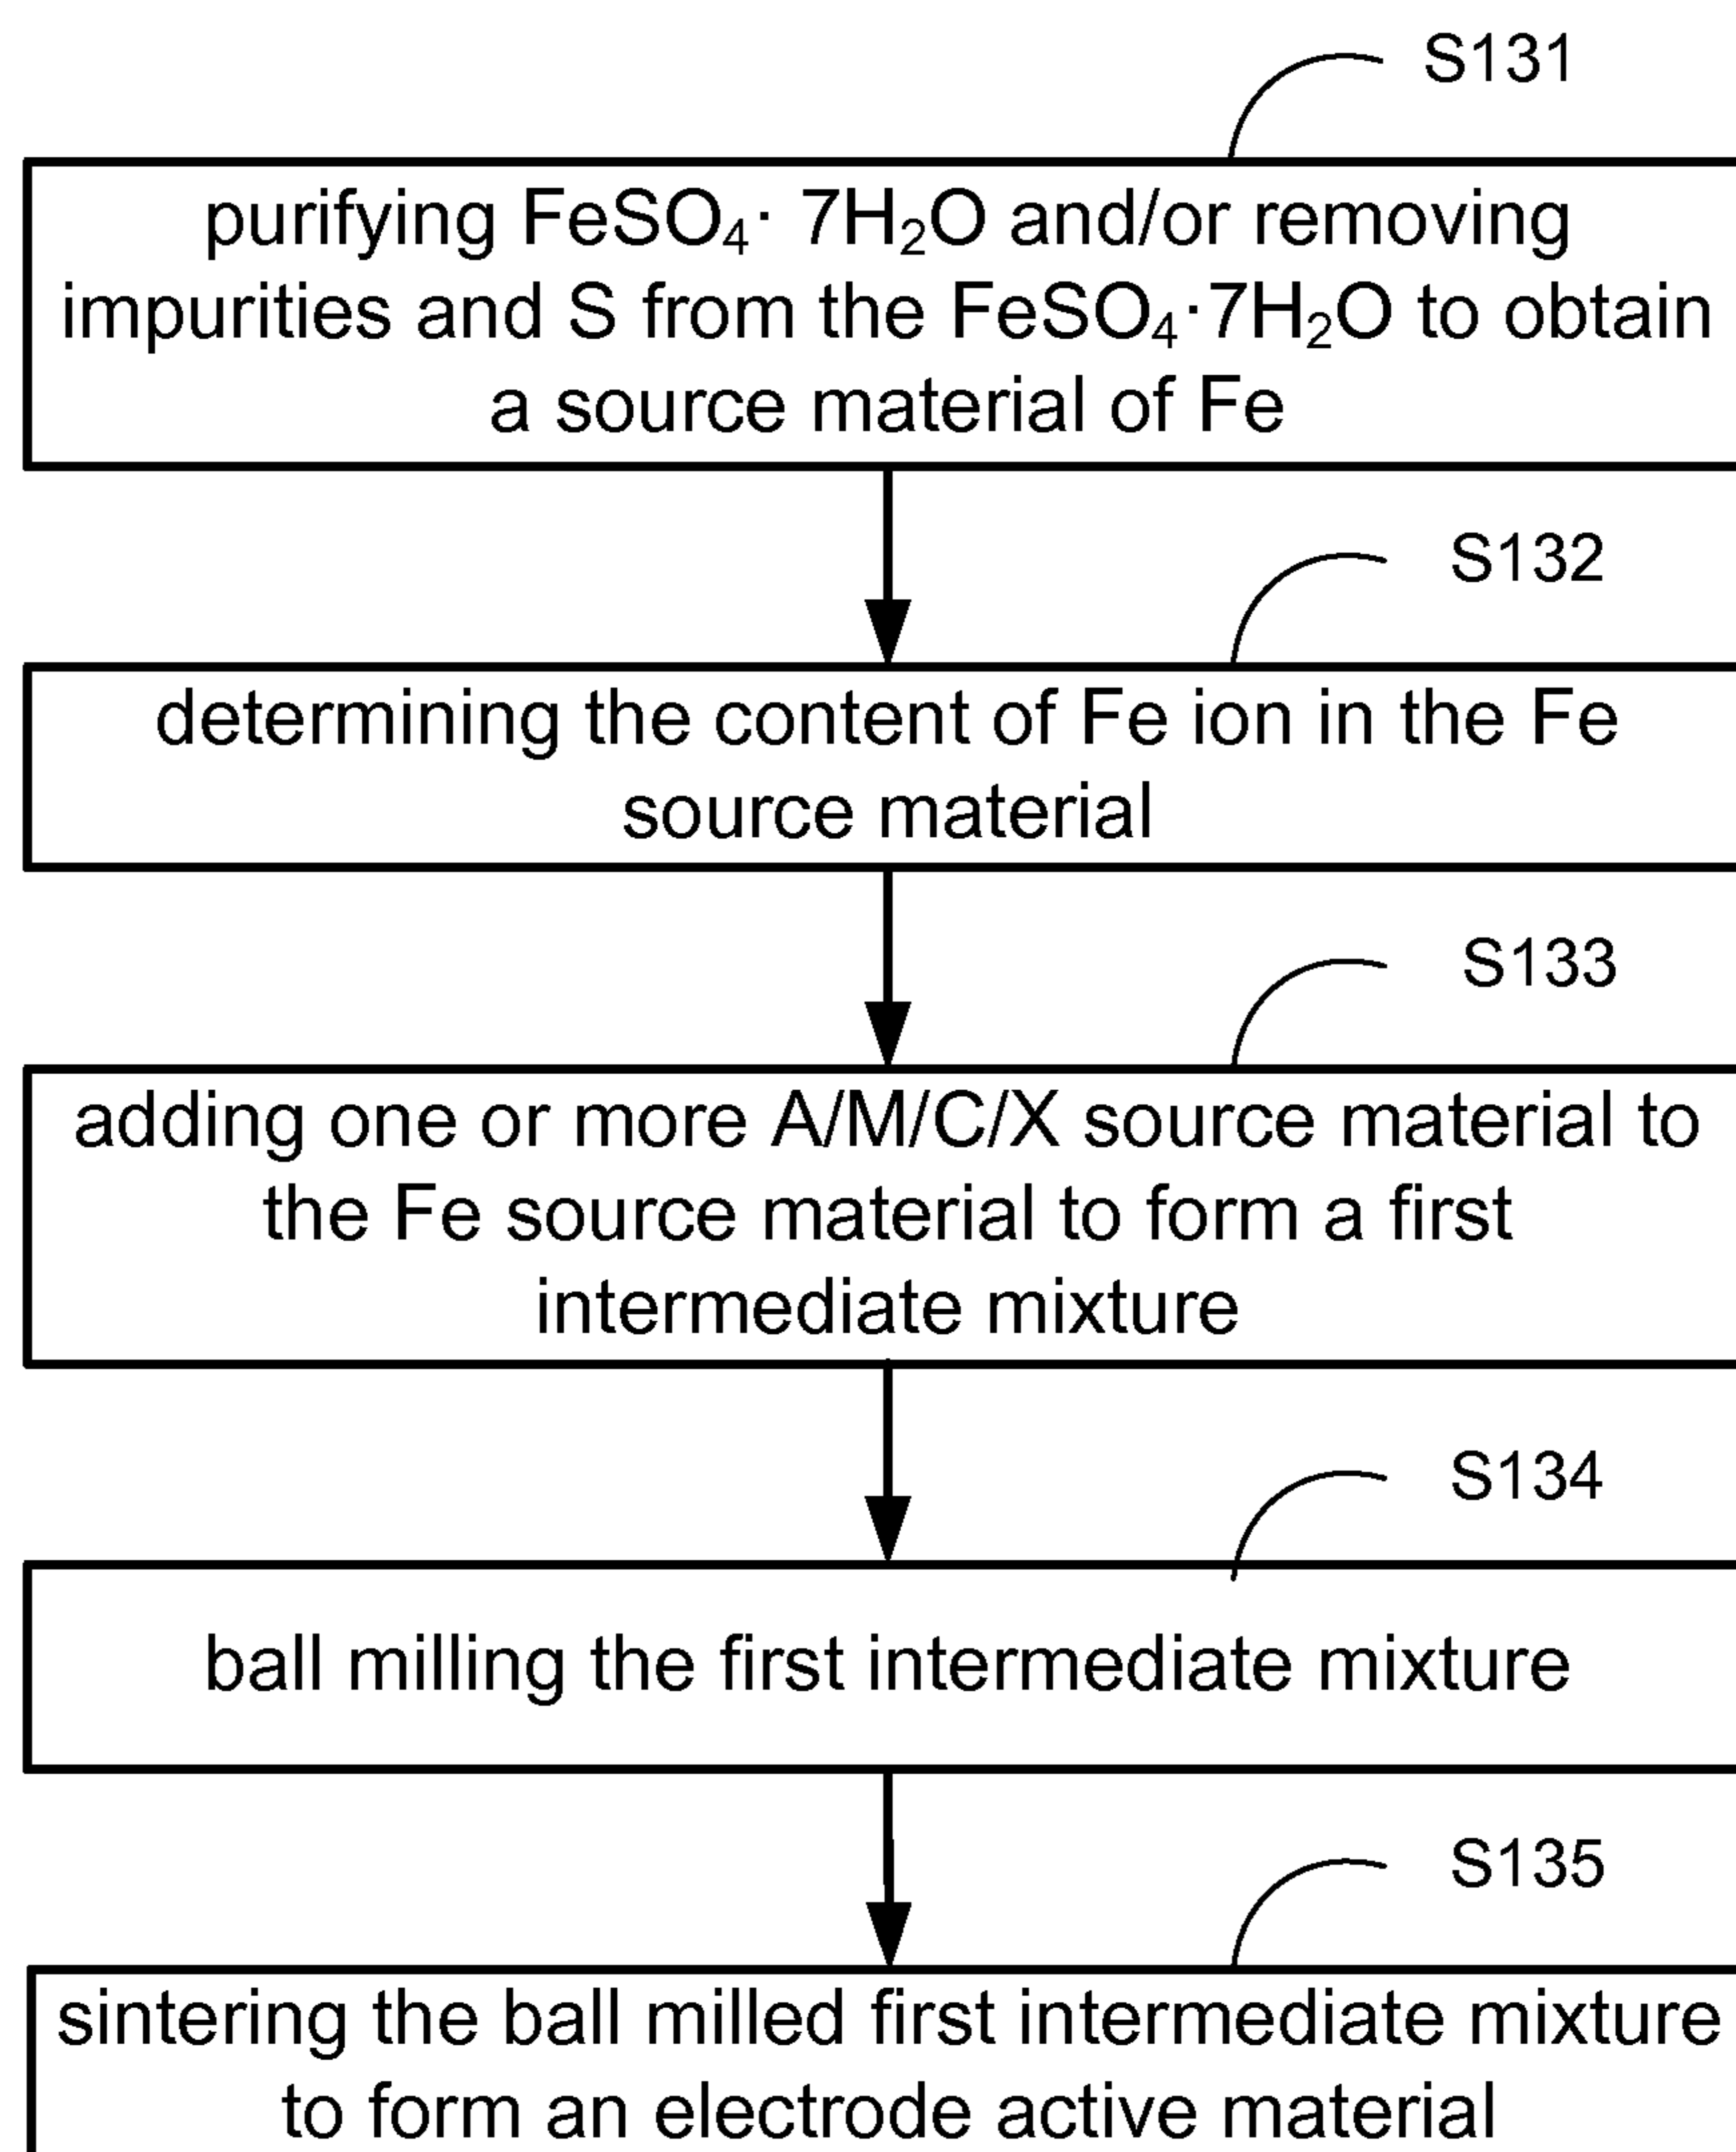 S131
purifying FeSO₄· 7H₂O and/or removing
impurities and S from the FeSO₄·7H₂O to obtain
a source material of Fe
S132
determining the content of Fe ion in the Fe
source material
S133
adding one or more A/M/C/X source material to
the Fe source material to form a first
intermediate mixture
S134
ball milling the first intermediate mixture
S135
sintering the ball milled first intermediate mixture
to form an electrode active material